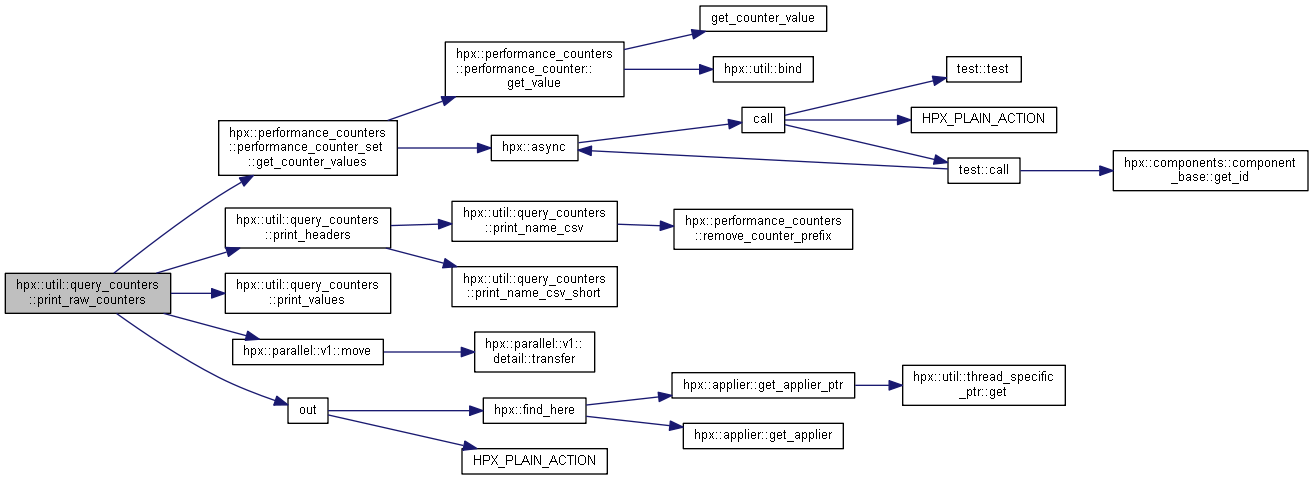 hpx::util::query_counters
::print_raw_counters
hpx::performance_counters
::performance_counter_set
::get_counter_values
hpx::util::query_counters
::print_headers
hpx::util::query_counters
::print_values
hpx::parallel::v1::move
out
hpx::performance_counters
::performance_counter::
get_value
hpx::async
hpx::util::query_counters
::print_name_csv
hpx::util::query_counters
::print_name_csv_short
hpx::parallel::v1::
detail::transfer
hpx::find_here
HPX_PLAIN_ACTION
get_counter_value
hpx::util::bind
call
hpx::performance_counters
::remove_counter_prefix
hpx::applier::get_applier_ptr
hpx::applier::get_applier
test::test
HPX_PLAIN_ACTION
test::call
hpx::util::thread_specific
_ptr::get
hpx::components::component
_base::get_id